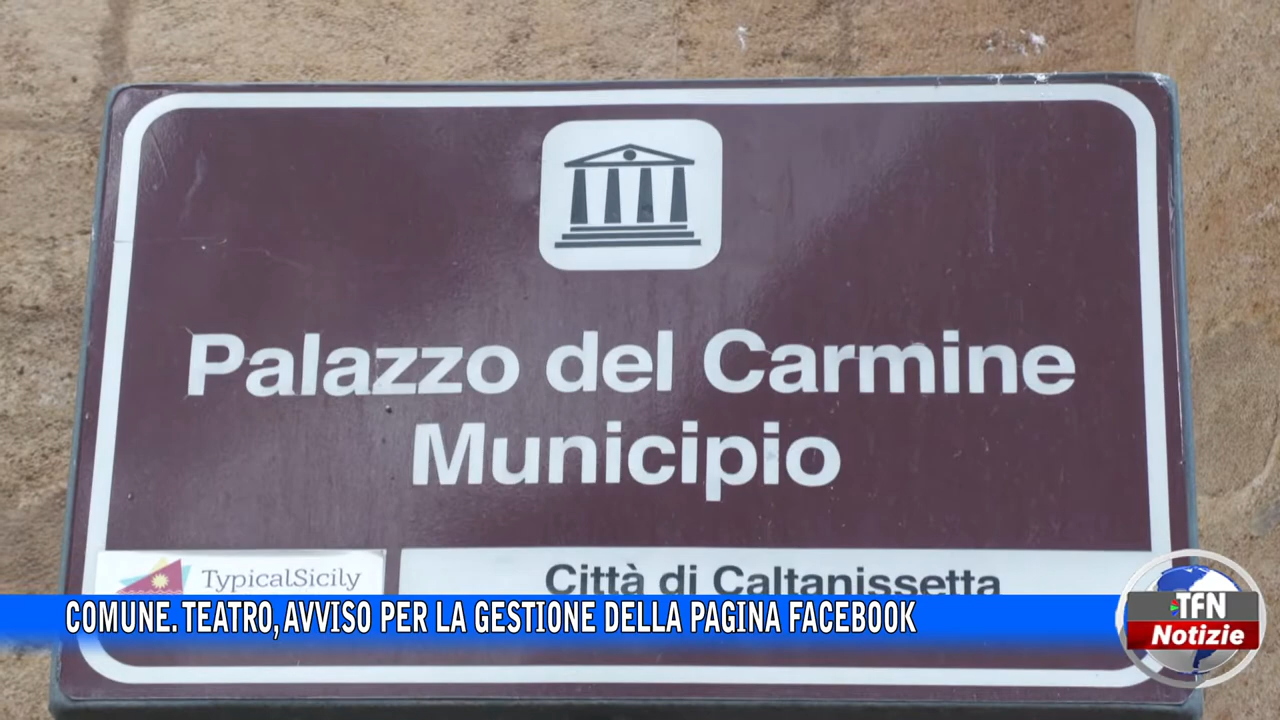 Palazzo del Carmine
Municipio
TypicalSicily
Città di Caltanissetta
COMUNE. TEATRO, AVVISO PER LA GESTIONE DELLA PAGINA FACEBOOK
TFN
Notizie